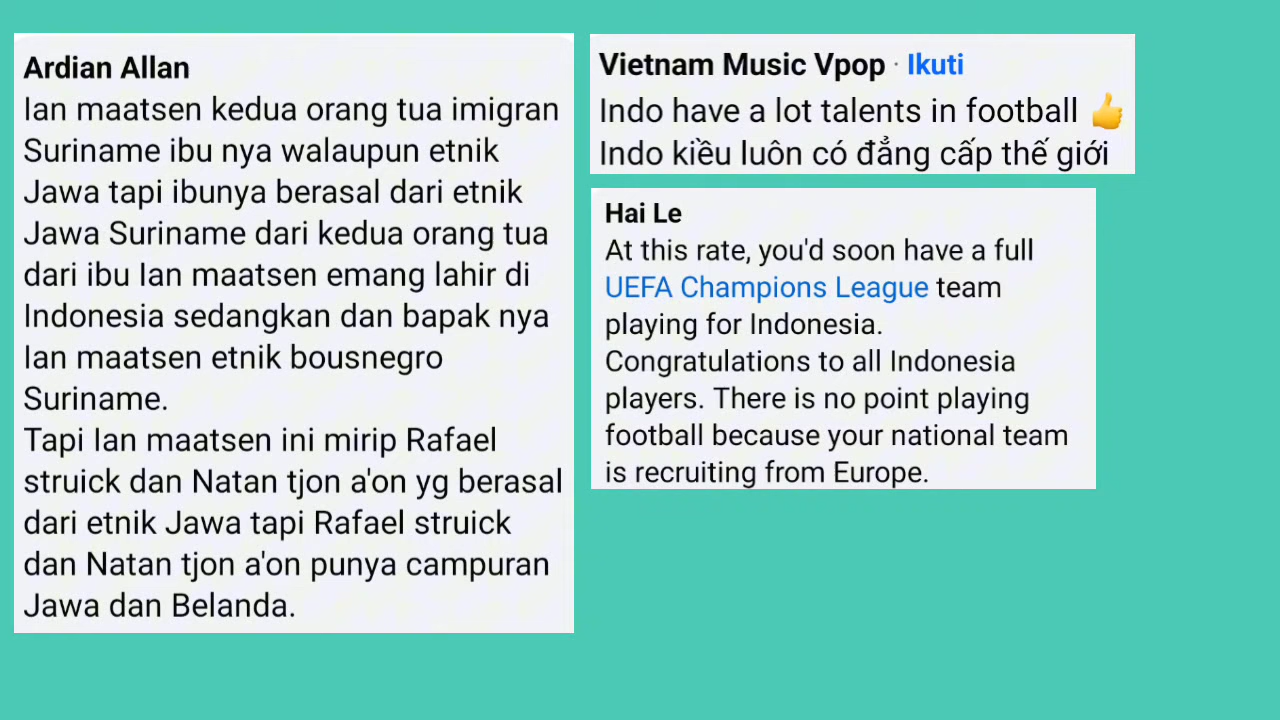 Ardian Allan
Ian maatsen kedua orang tua imigran
Suriname ibu nya walaupun etnik
Jawa tapi ibunya berasal dari etnik
Jawa Suriname dari kedua orang tua
dari ibu Ian maatsen emang lahir di
Indonesia sedangkan dan bapak nya
Ian maatsen etnik bousnegro
Suriname.
Tapi Ian maatsen ini mirip Rafael
struick dan Natan tjon a'on yg berasal
dari etnik Jawa tapi Rafael struick
dan Natan tjon a'on punya campuran
Jawa dan Belanda.
Vietnam Music Vpop · Ikuti
Indo have a lot talents in football 👍
Indo kiều luôn có đẳng cấp thế giới
Hai Le
At this rate, you'd soon have a full
UEFA Champions League team
playing for Indonesia.
Congratulations to all Indonesia
players. There is no point playing
football because your national team
is recruiting from Europe.